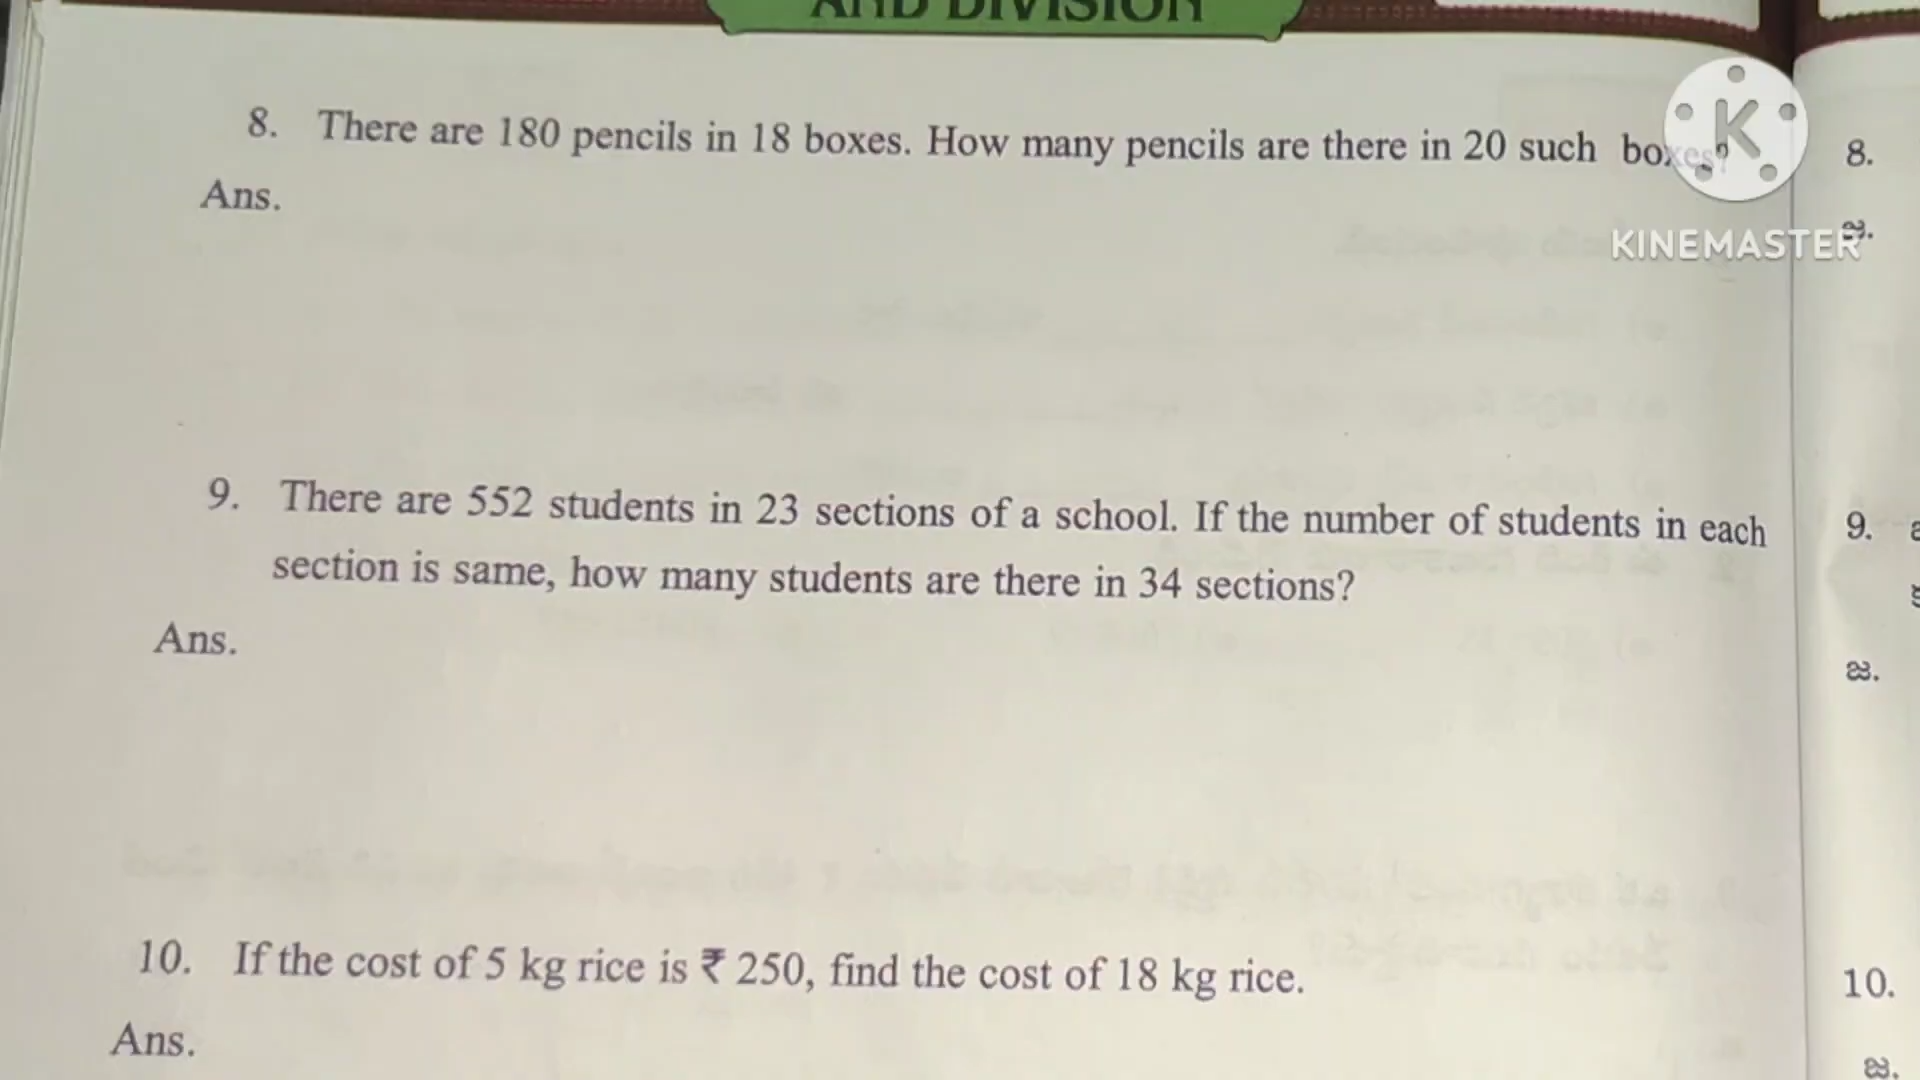 AND DIVISION
8. There are 180 pencils in 18 boxes. How many pencils are there in 20 such boxes?
Ans.
KINEMASTER
9. There are 552 students in 23 sections of a school. If the number of students in each
section is same, how many students are there in 34 sections?
Ans.
10. If the cost of 5 kg rice is ₹ 250, find the cost of 18 kg rice.
Ans.
8.
జ.
9.
జ.
10.
జ.